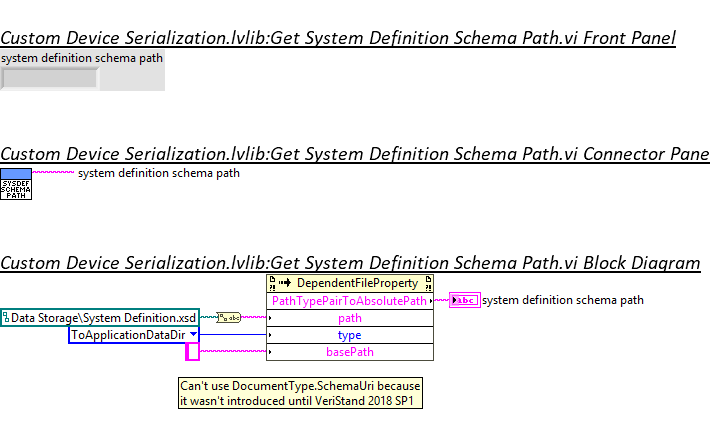 Custom Device Serialization.lvlib:Get System Definition Schema Path.vi Front Panel
system definition schema path
Custom Device Serialization.lvlib:Get System Definition Schema Path.vi Connector Pane
system definition schema path
SYSDEF
SCHEMA
PATH
Custom Device Serialization.lvlib:Get System Definition Schema Path.vi Block Diagram
DependentFileProperty
?!
?!
PathTypePairToAbsolutePath
abc
system definition schema path
Data Storage\System Definition.xsd
abc
path
ToApplicationDataDir
type
basePath
Can't use DocumentType.SchemaUri because
it wasn't introduced until VeriStand 2018 SP1